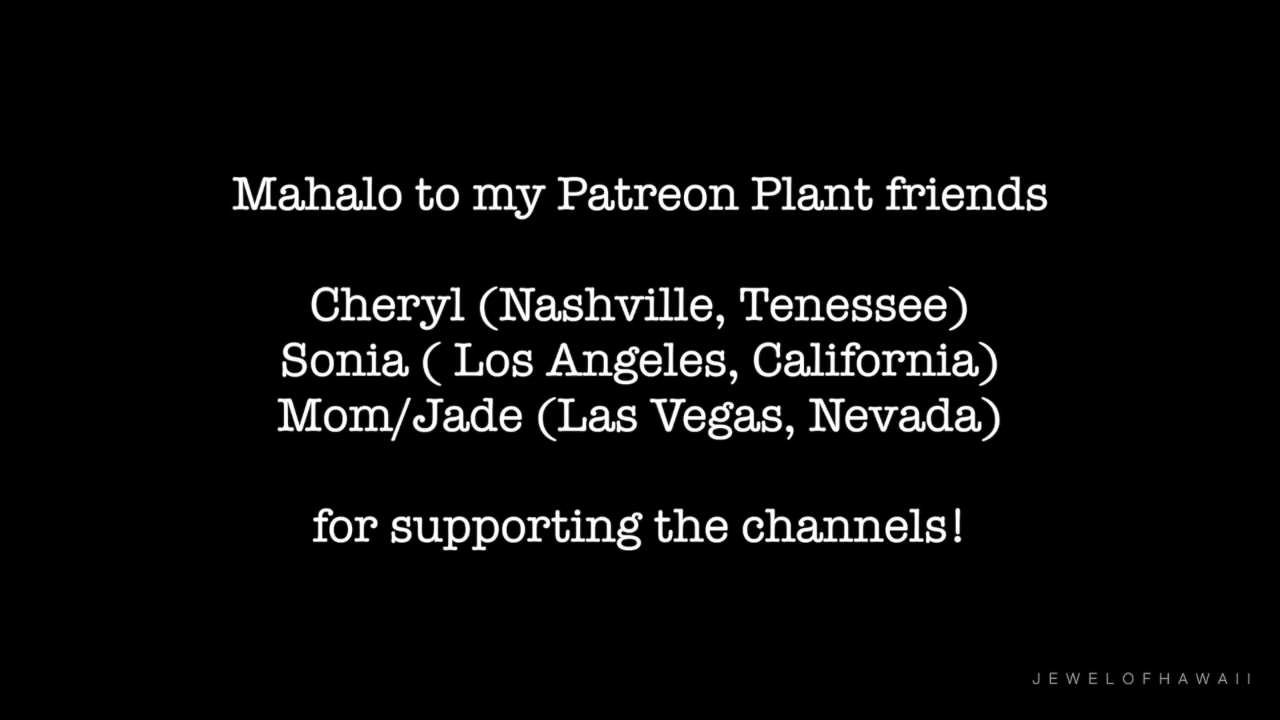 Mahalo to my Patreon Plant friends
Cheryl (Nashville, Tenessee)
Sonia ( Los Angeles, California)
Mom/Jade (Las Vegas, Nevada)
for supporting the channels!
JEWELOFHAWAII